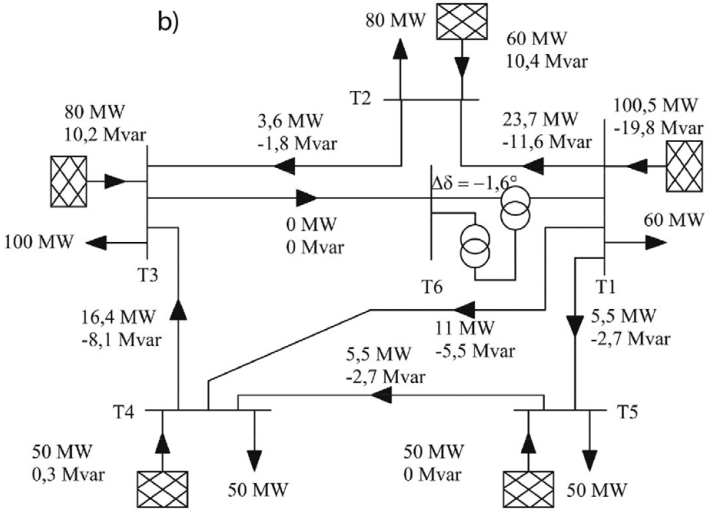 b)
80 MW
60 MW
10,4 Mvar
T2
80 MW
10,2 Mvar
3,6 MW
-1,8 Mvar
23,7 MW
-11,6 Mvar
100,5 MW
-19,8 Mvar
Δδ = −1,6°
0 MW
0 Mvar
60 MW
100 MW
T3
T6
T1
16,4 MW
-8,1 Mvar
11 MW
-5,5 Mvar
5,5 MW
-2,7 Mvar
5,5 MW
-2,7 Mvar
T4
T5
50 MW
0,3 Mvar
50 MW
50 MW
0 Mvar
50 MW